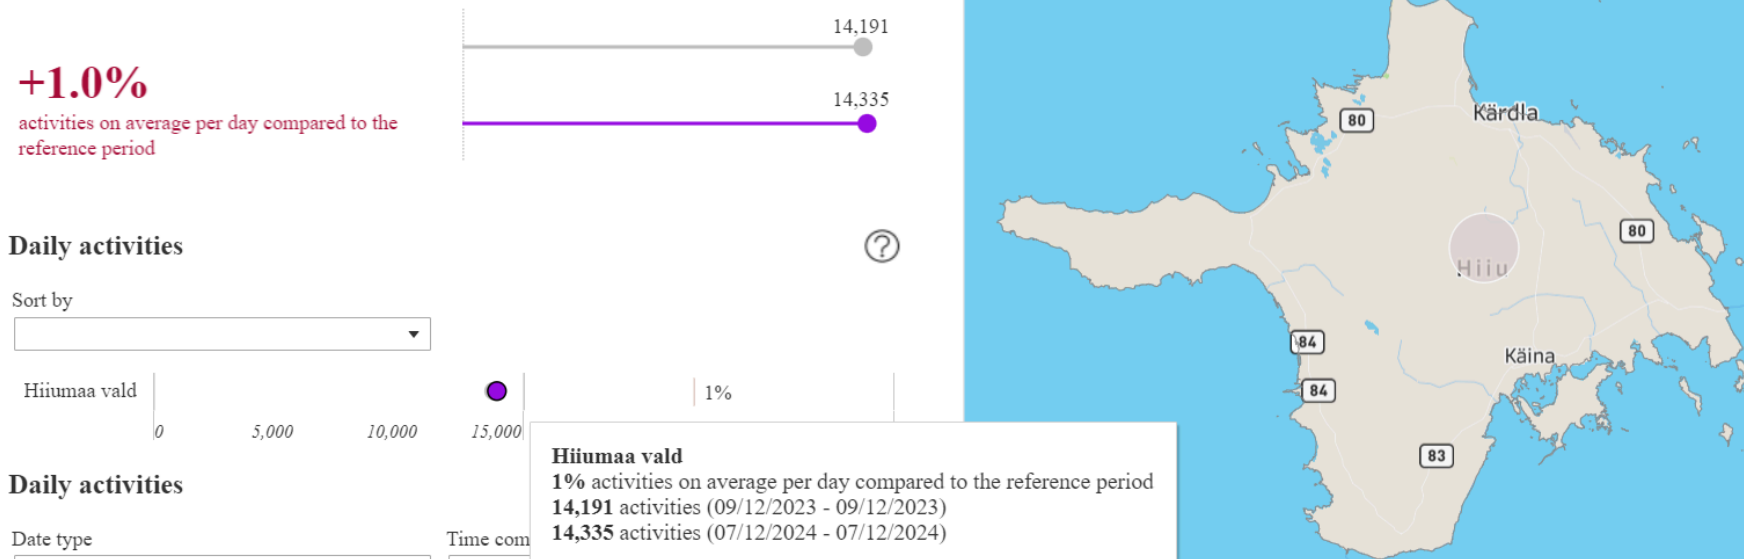 14,191
+1.0%
14,335
activities on average per day compared to the
reference period
Daily activities
?
Sort by
Hiiumaa vald
1%
0
5,000
10,000
15,000
Daily activities
Date type
Time com
Hiiumaa vald
1% activities on average per day compared to the reference period
14,191 activities (09/12/2023 - 09/12/2023)
14,335 activities (07/12/2024 - 07/12/2024)
80
Kärdla
80
Hiiu
84
Käina
84
83